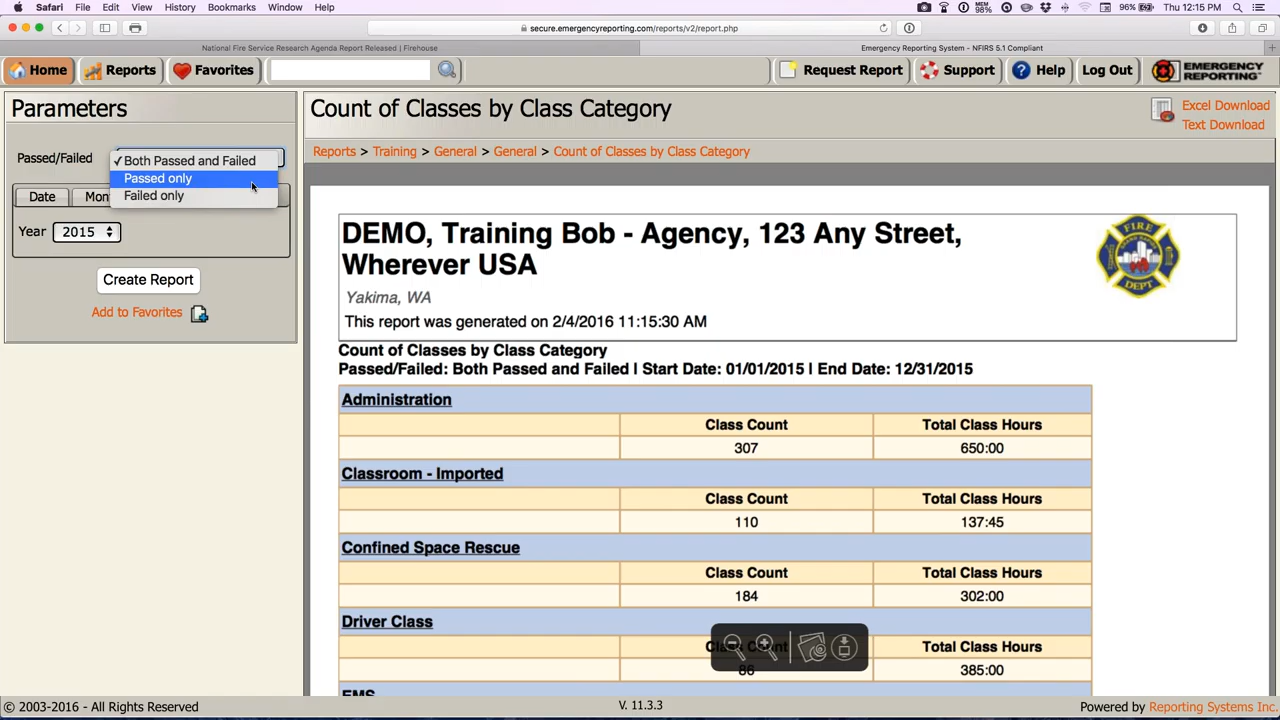 Safari File Edit View History Bookmarks Window Help 96% Thu 12:15 PM
secure.emergencyreporting.com/reports/v2/report.php
National Fire Service Research Agenda Report Released | Firehouse
Emergency Reporting System - NFIRS 5.1 Compliant
Home Reports Favorites Request Report Support Help Log Out EMERGENCY REPORTING
Parameters
Passed/Failed
✓Both Passed and Failed
Passed only
Failed only
Date Mon
Year 2015
Create Report
Add to Favorites
Count of Classes by Class Category
Excel Download
Text Download
Reports > Training > General > General > Count of Classes by Class Category
DEMO, Training Bob - Agency, 123 Any Street,
Wherever USA
Yakima, WA
This report was generated on 2/4/2016 11:15:30 AM
FIRE
DEPT
Count of Classes by Class Category
Passed/Failed: Both Passed and Failed | Start Date: 01/01/2015 | End Date: 12/31/2015
Administration
Class Count Total Class Hours
307 650:00
Classroom - Imported
Class Count Total Class Hours
110 137:45
Confined Space Rescue
Class Count Total Class Hours
184 302:00
Driver Class
Class Count Total Class Hours
86 385:00
EMS
© 2003-2016 - All Rights Reserved V. 11.3.3 Powered by Reporting Systems Inc.